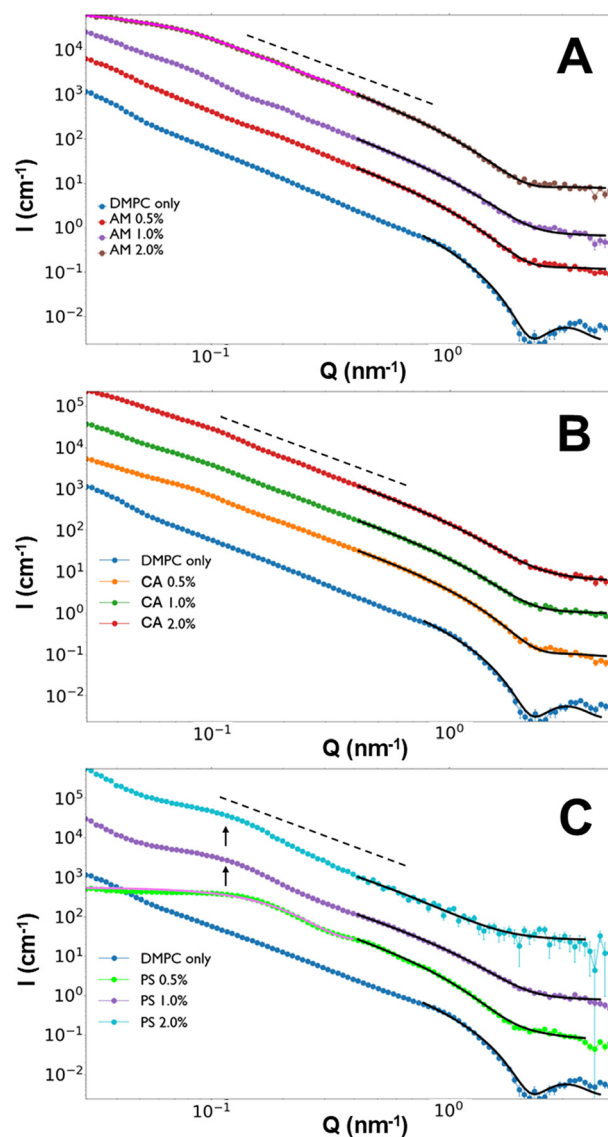 A
10⁴
10³
10²
10¹
10⁰
10⁻¹
10⁻²
I (cm⁻¹)
DMPC only
AM 0.5%
AM 1.0%
AM 2.0%
10⁻¹
10⁰
Q (nm⁻¹)
B
10⁵
10⁴
10³
10²
10¹
10⁰
10⁻¹
10⁻²
I (cm⁻¹)
DMPC only
CA 0.5%
CA 1.0%
CA 2.0%
10⁻¹
10⁰
Q (nm⁻¹)
C
10⁵
10⁴
10³
10²
10¹
10⁰
10⁻¹
10⁻²
I (cm⁻¹)
DMPC only
PS 0.5%
PS 1.0%
PS 2.0%
10⁻¹
10⁰
Q (nm⁻¹)